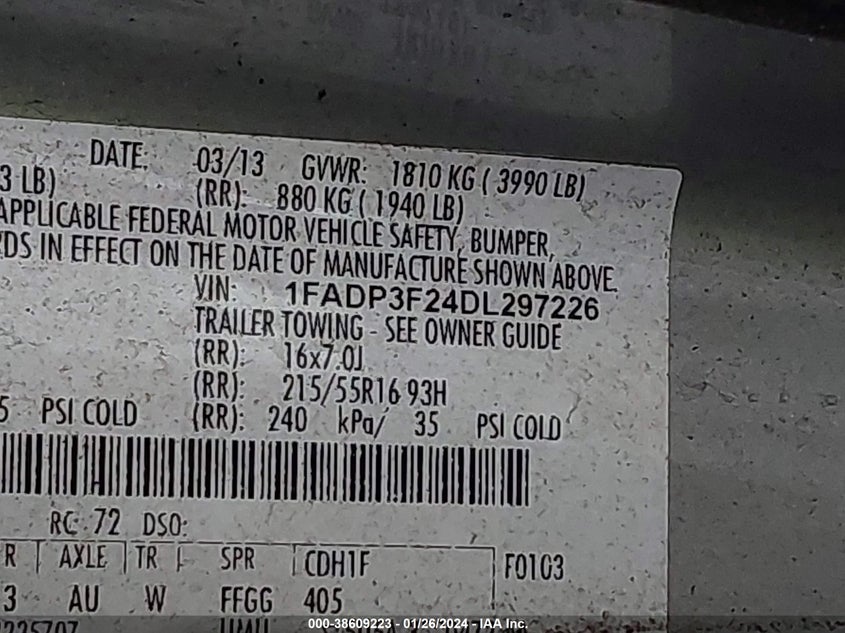 DATE: 03/13 GVWR: 1810 KG ( 3990 LB)
3 LB) (RR): 880 KG ( 1940 LB)
APPLICABLE FEDERAL MOTOR VEHICLE SAFETY, BUMPER,
RDS IN EFFECT ON THE DATE OF MANUFACTURE SHOWN ABOVE.
VIN: 1FADP3F24DL297226
TRAILER TOWING - SEE OWNER GUIDE
(RR): 16x7.0J
(RR): 215/55R16 93H
5 PSI COLD (RR): 240 kPa/ 35 PSI COLD
RC: 72 DSO:
R AXLE TR SPR CDH1F F0103
3 AU W FFGG 405
000-38609223 - 01/26/2024 - IAA Inc.